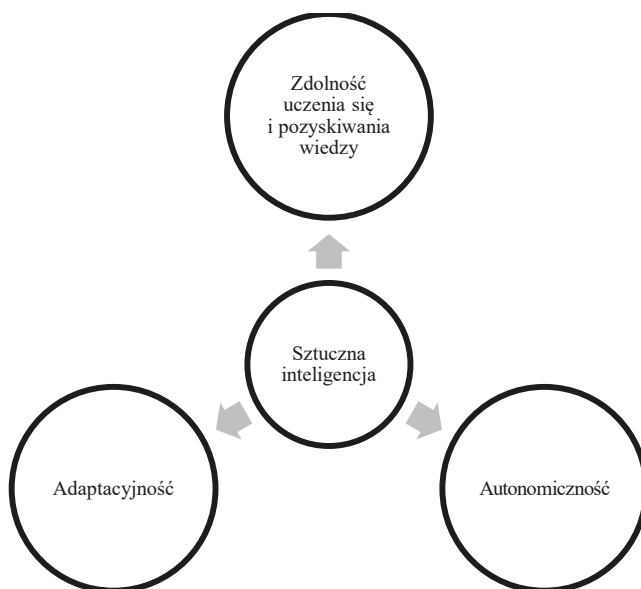 Zdolność
uczenia się
i pozyskiwania
wiedzy
Sztuczna
inteligencja
Adaptacyjność
Autonomiczność